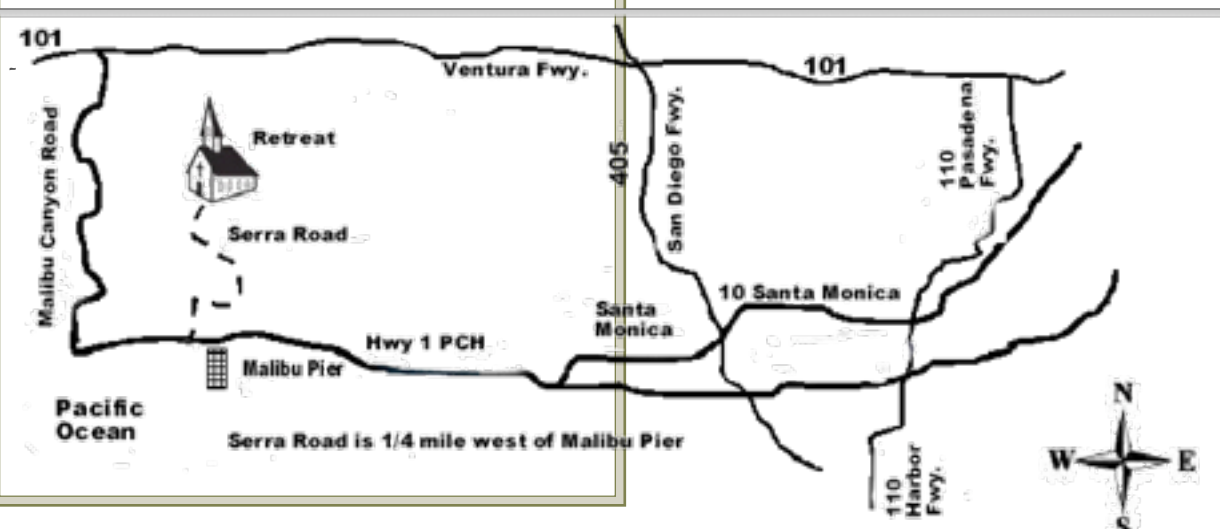 101
Ventura Fwy.
101
Malibu Canyon Road
Retreat
405
San Diego Fwy.
110
Pasadena
Fwy.
Serra Road
Santa
Monica
10 Santa Monica
Hwy 1 PCH
Malibu Pier
Pacific
Ocean
Serra Road is 1/4 mile west of Malibu Pier
110
Harbor
Fwy.
N
W
E
S